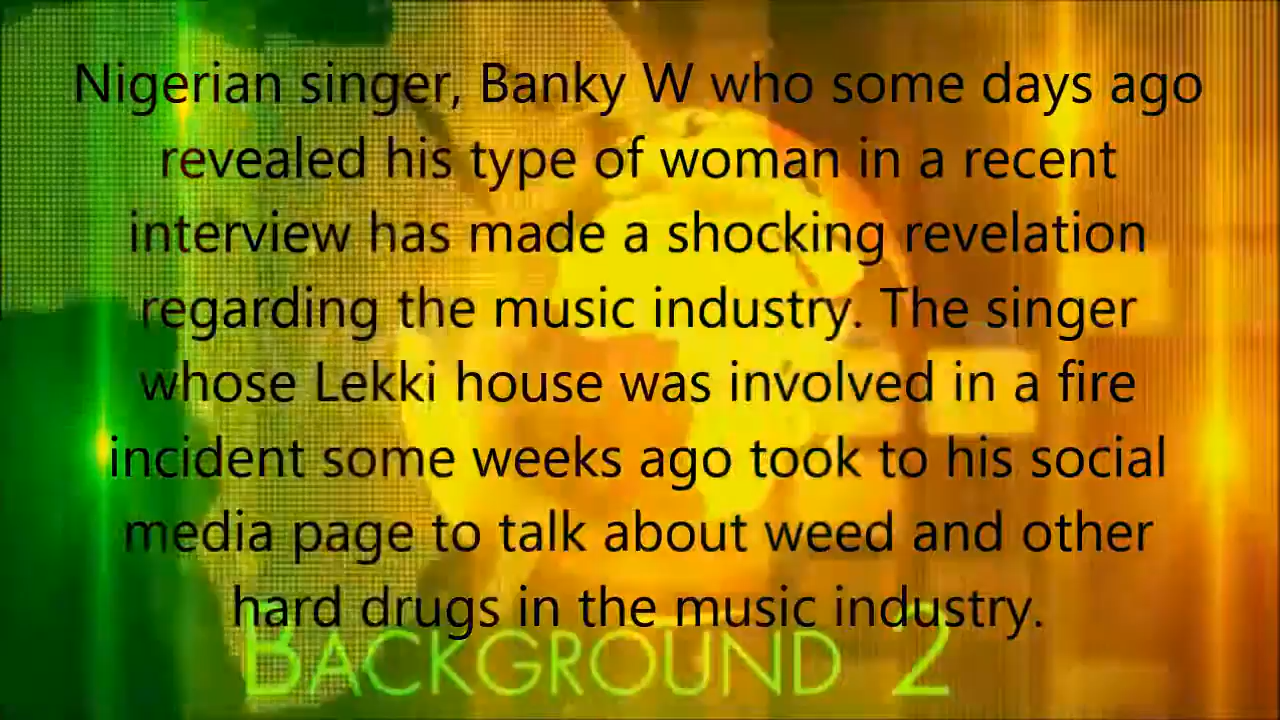 Nigerian singer, Banky W who some days ago
revealed his type of woman in a recent
interview has made a shocking revelation
regarding the music industry. The singer
whose Lekki house was involved in a fire
incident some weeks ago took to his social
media page to talk about weed and other
hard drugs in the music industry.
BACKGROUND 2